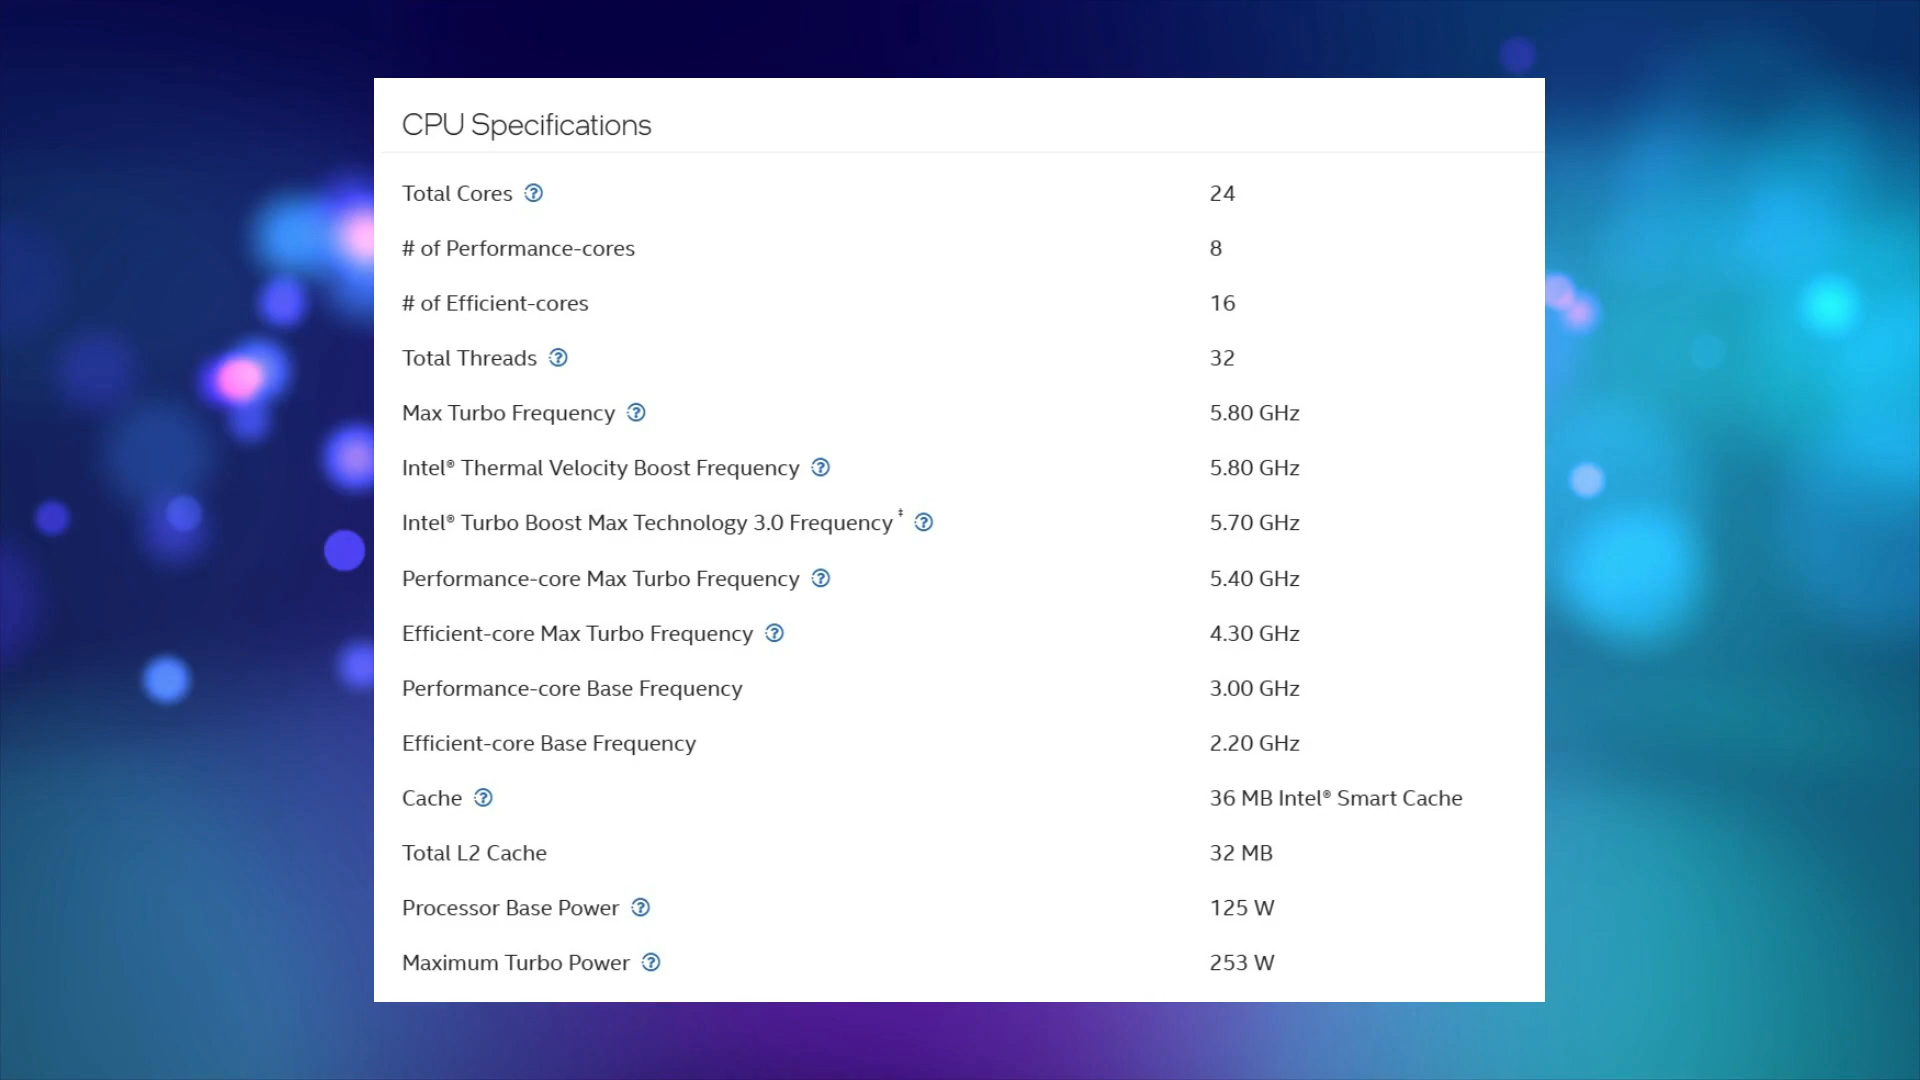 CPU Specifications
Total Cores 24
# of Performance-cores 8
# of Efficient-cores 16
Total Threads 32
Max Turbo Frequency 5.80 GHz
Intel® Thermal Velocity Boost Frequency 5.80 GHz
Intel® Turbo Boost Max Technology 3.0 Frequency ‡ 5.70 GHz
Performance-core Max Turbo Frequency 5.40 GHz
Efficient-core Max Turbo Frequency 4.30 GHz
Performance-core Base Frequency 3.00 GHz
Efficient-core Base Frequency 2.20 GHz
Cache 36 MB Intel® Smart Cache
Total L2 Cache 32 MB
Processor Base Power 125 W
Maximum Turbo Power 253 W